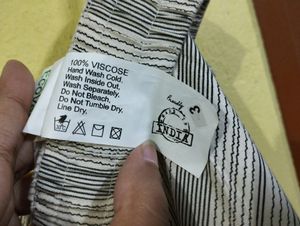 100% VISCOSE
Hand Wash Cold,
Wash Inside Out,
Wash Separately,
Do Not Bleach,
Do Not Tumble Dry,
Line Dry.
Proudly
INDIA